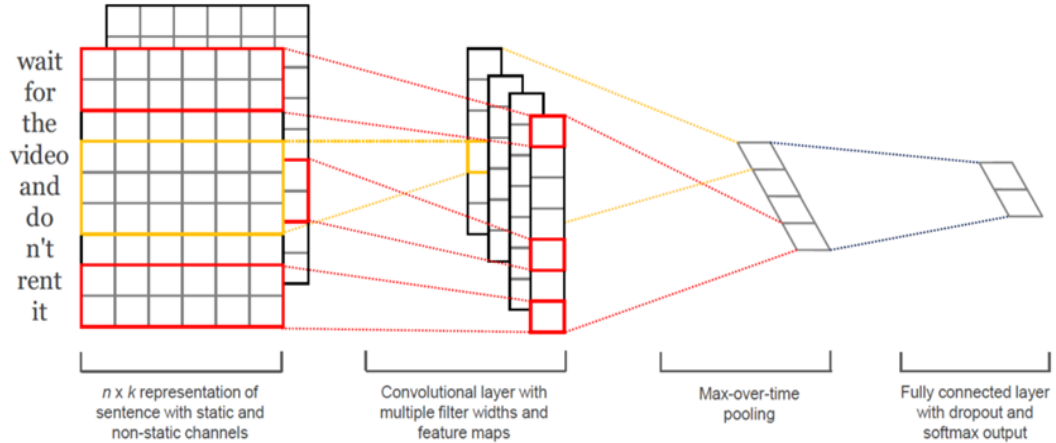 wait
for
the
video
and
do
n't
rent
it
n x k representation of
sentence with static and
non-static channels
Convolutional layer with
multiple filter widths and
feature maps
Max-over-time
pooling
Fully connected layer
with dropout and
softmax output